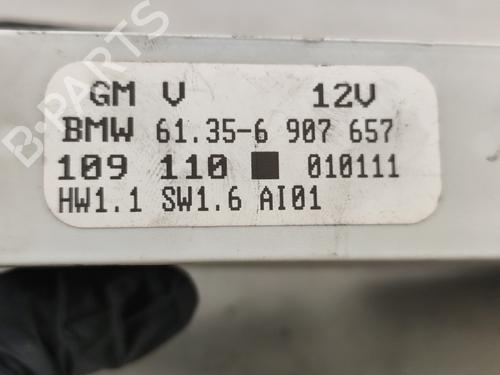 B-PARTS
GM V 12V
BMW 61.35-6 907 657
109 110 ■ 010111
HW1.1 SW1.6 AI01